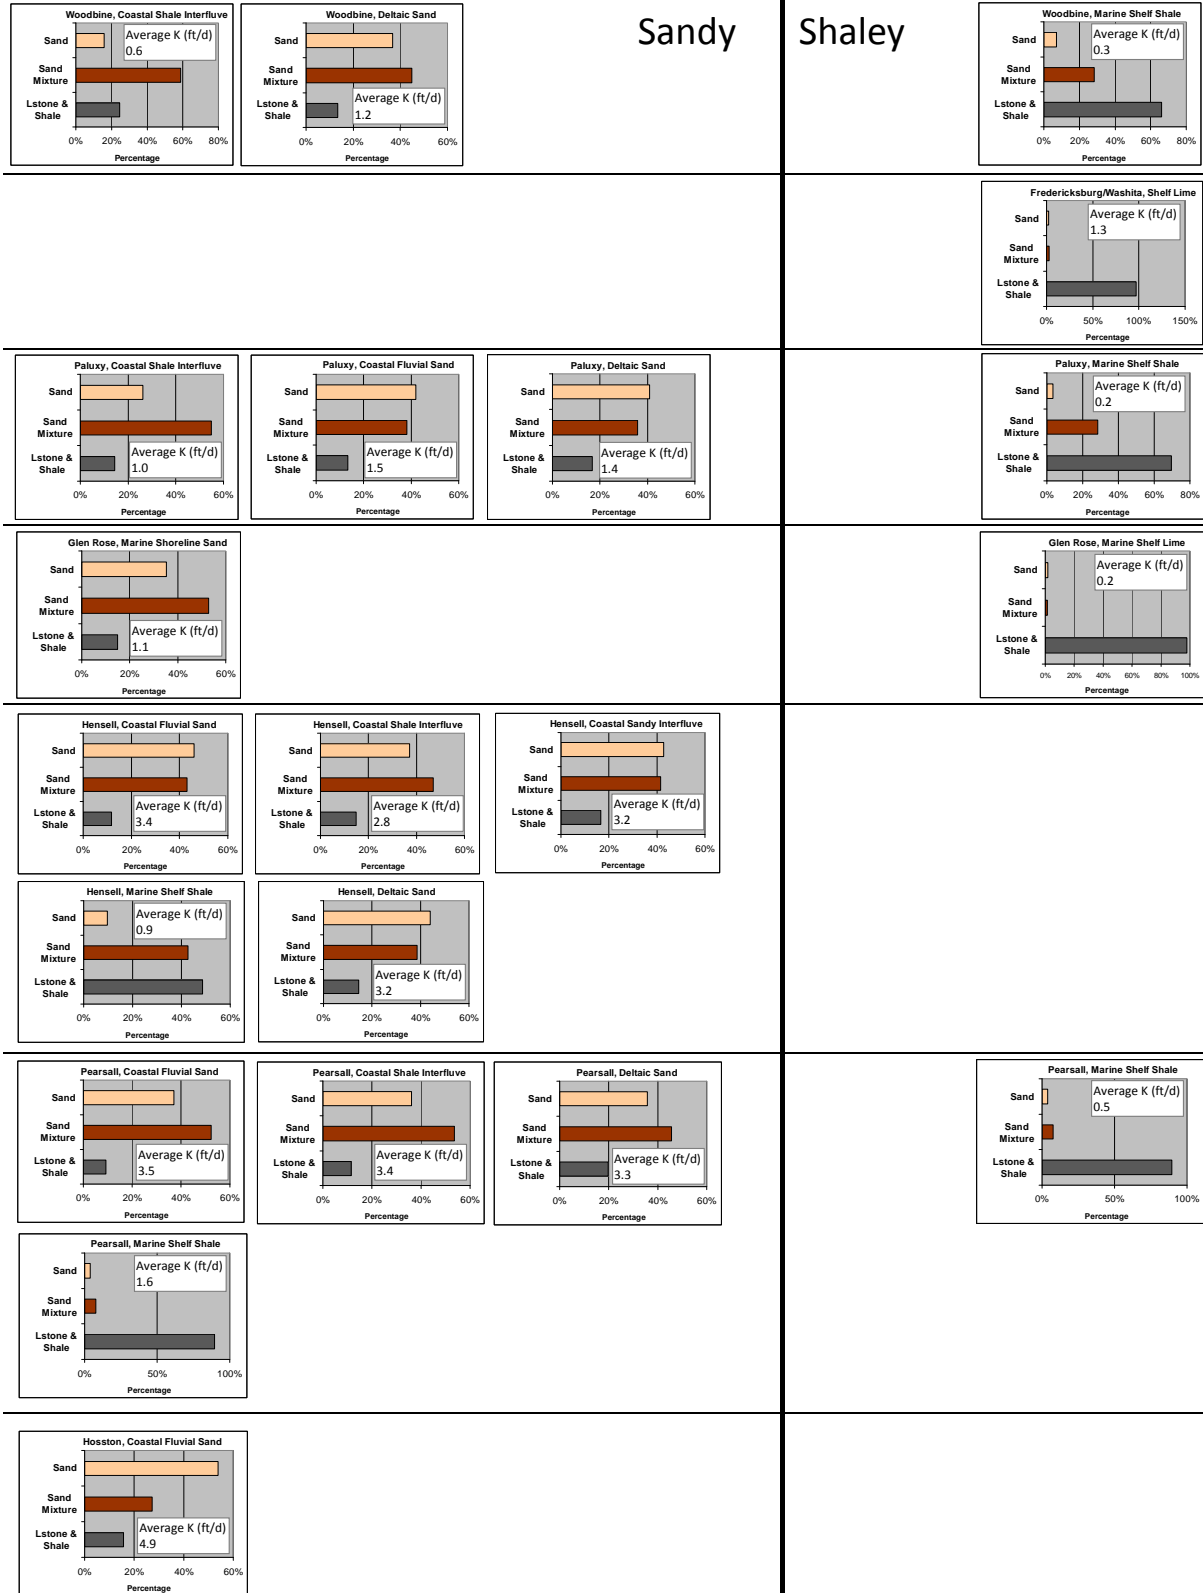 Sandy
Shaley
Woodbine, Coastal Shale Interfluve
Sand
Sand
Mixture
Lstone &
Shale
Average K (ft/d)
0.6
0% 20% 40% 60% 80%
Percentage
Woodbine, Deltaic Sand
Sand
Sand
Mixture
Lstone &
Shale
Average K (ft/d)
1.2
0% 20% 40% 60%
Percentage
Woodbine, Marine Shelf Shale
Sand
Sand
Mixture
Lstone &
Shale
Average K (ft/d)
0.3
0% 20% 40% 60% 80%
Percentage
Fredericksburg/Washita, Shelf Lime
Sand
Sand
Mixture
Lstone &
Shale
Average K (ft/d)
1.3
0% 50% 100% 150%
Percentage
Paluxy, Coastal Shale Interfluve
Sand
Sand
Mixture
Lstone &
Shale
Average K (ft/d)
1.0
0% 20% 40% 60%
Percentage
Paluxy, Coastal Fluvial Sand
Sand
Sand
Mixture
Lstone &
Shale
Average K (ft/d)
1.5
0% 20% 40% 60%
Percentage
Paluxy, Deltaic Sand
Sand
Sand
Mixture
Lstone &
Shale
Average K (ft/d)
1.4
0% 20% 40% 60%
Percentage
Paluxy, Marine Shelf Shale
Sand
Sand
Mixture
Lstone &
Shale
Average K (ft/d)
0.2
0% 20% 40% 60% 80%
Percentage
Glen Rose, Marine Shoreline Sand
Sand
Sand
Mixture
Lstone &
Shale
Average K (ft/d)
1.1
0% 20% 40% 60%
Percentage
Glen Rose, Marine Shelf Lime
Sand
Sand
Mixture
Lstone &
Shale
Average K (ft/d)
0.2
0% 20% 40% 60% 80% 100%
Percentage
Hensell, Coastal Fluvial Sand
Sand
Sand
Mixture
Lstone &
Shale
Average K (ft/d)
3.4
0% 20% 40% 60%
Percentage
Hensell, Coastal Shale Interfluve
Sand
Sand
Mixture
Lstone &
Shale
Average K (ft/d)
2.8
0% 20% 40% 60%
Percentage
Hensell, Coastal Sandy Interfluve
Sand
Sand
Mixture
Lstone &
Shale
Average K (ft/d)
3.2
0% 20% 40% 60%
Percentage
Hensell, Marine Shelf Shale
Sand
Sand
Mixture
Lstone &
Shale
Average K (ft/d)
0.9
0% 20% 40% 60%
Percentage
Hensell, Deltaic Sand
Sand
Sand
Mixture
Lstone &
Shale
Average K (ft/d)
3.2
0% 20% 40% 60%
Percentage
Pearsall, Coastal Fluvial Sand
Sand
Sand
Mixture
Lstone &
Shale
Average K (ft/d)
3.5
0% 20% 40% 60%
Percentage
Pearsall, Coastal Shale Interfluve
Sand
Sand
Mixture
Lstone &
Shale
Average K (ft/d)
3.4
0% 20% 40% 60%
Percentage
Pearsall, Deltaic Sand
Sand
Sand
Mixture
Lstone &
Shale
Average K (ft/d)
3.3
0% 20% 40% 60%
Percentage
Pearsall, Marine Shelf Shale
Sand
Sand
Mixture
Lstone &
Shale
Average K (ft/d)
0.5
0% 50% 100%
Percentage
Pearsall, Marine Shelf Shale
Sand
Sand
Mixture
Lstone &
Shale
Average K (ft/d)
1.6
0% 50% 100%
Percentage
Hosston, Coastal Fluvial Sand
Sand
Sand
Mixture
Lstone &
Shale
Average K (ft/d)
4.9
0% 20% 40% 60%
Percentage